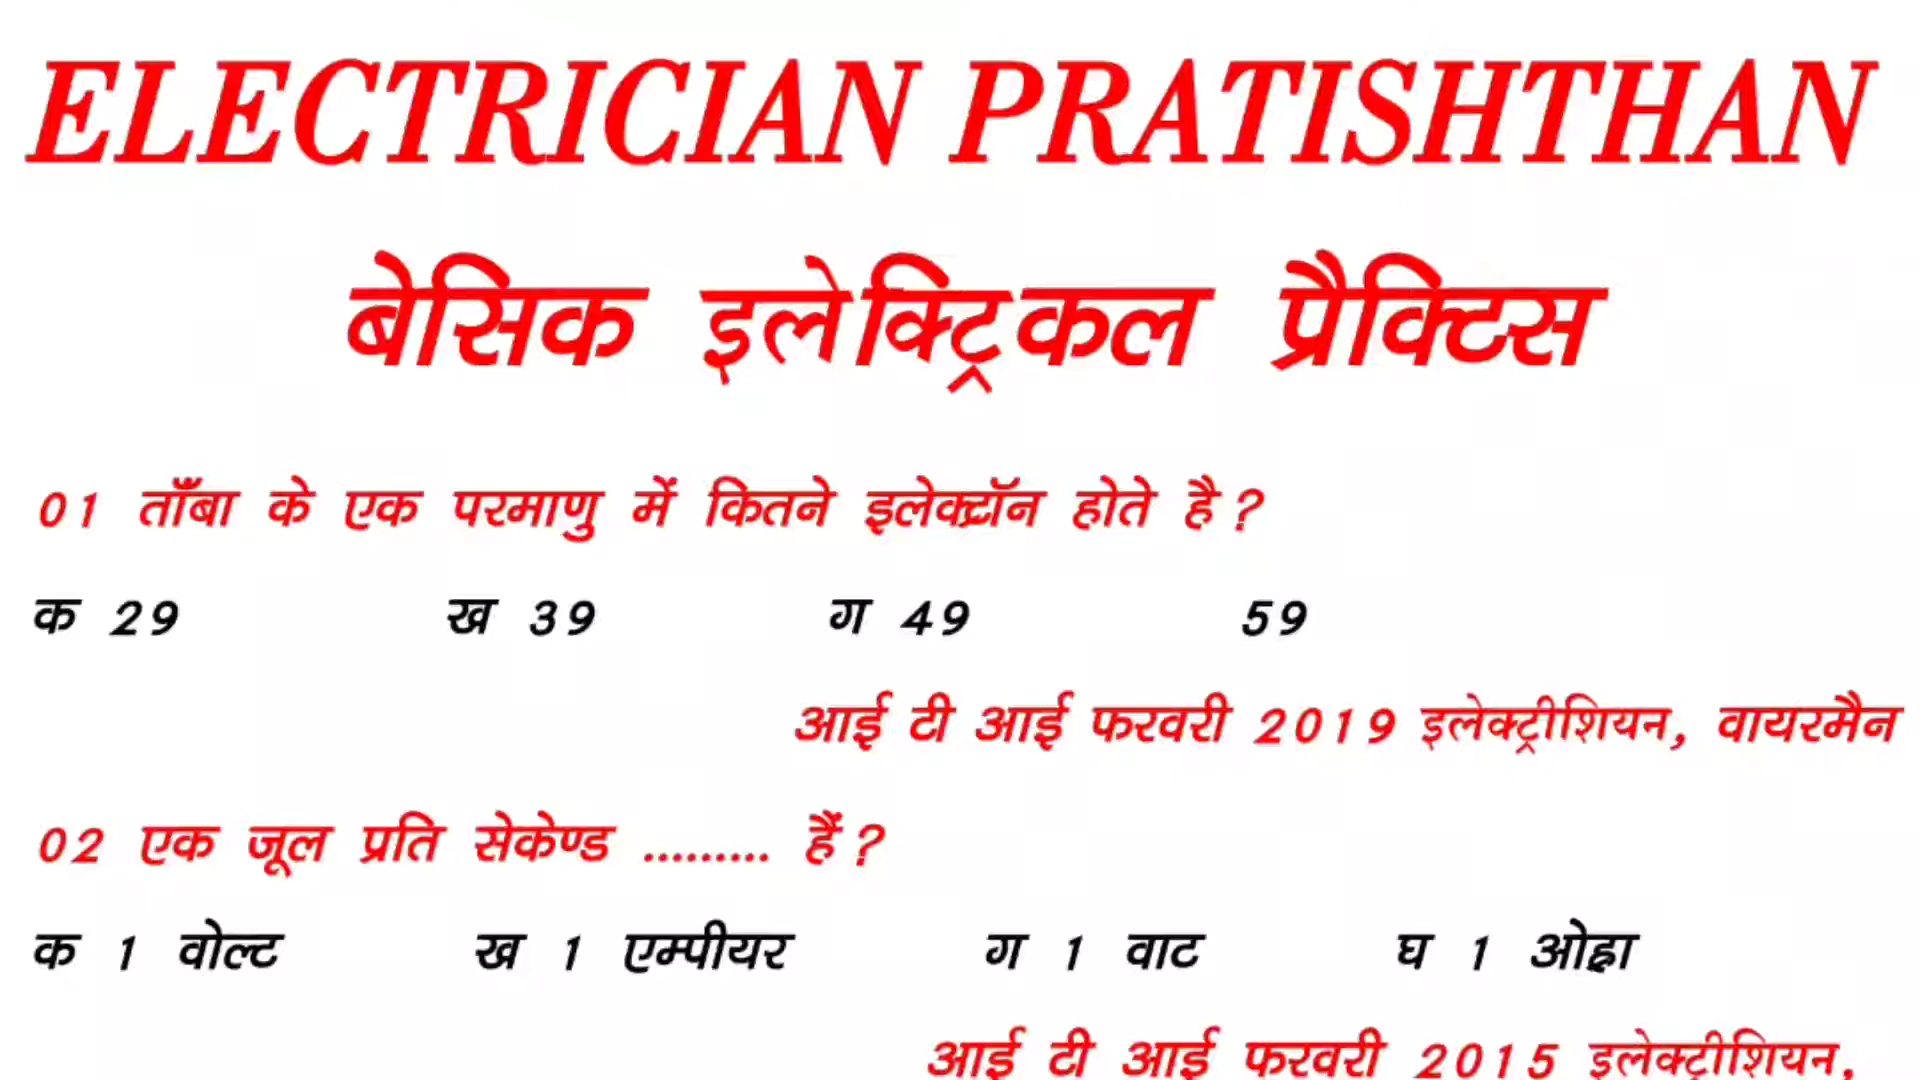 ELECTRICIAN PRATISHTHAN
बेसिक इलेक्ट्रिकल प्रैक्टिस
01 ताँबा के एक परमाणु में कितने इलेक्ट्रॉन होते है?
क 29 ख 39 ग 49 59
आई टी आई फरवरी 2019 इलेक्ट्रीशियन, वायरमैन
02 एक जूल प्रति सेकेण्ड ......... हैं?
क 1 वोल्ट ख 1 एम्पीयर ग 1 वाट घ 1 ओह्म
आई टी आई फरवरी 2015 इलेक्ट्रीशियन,